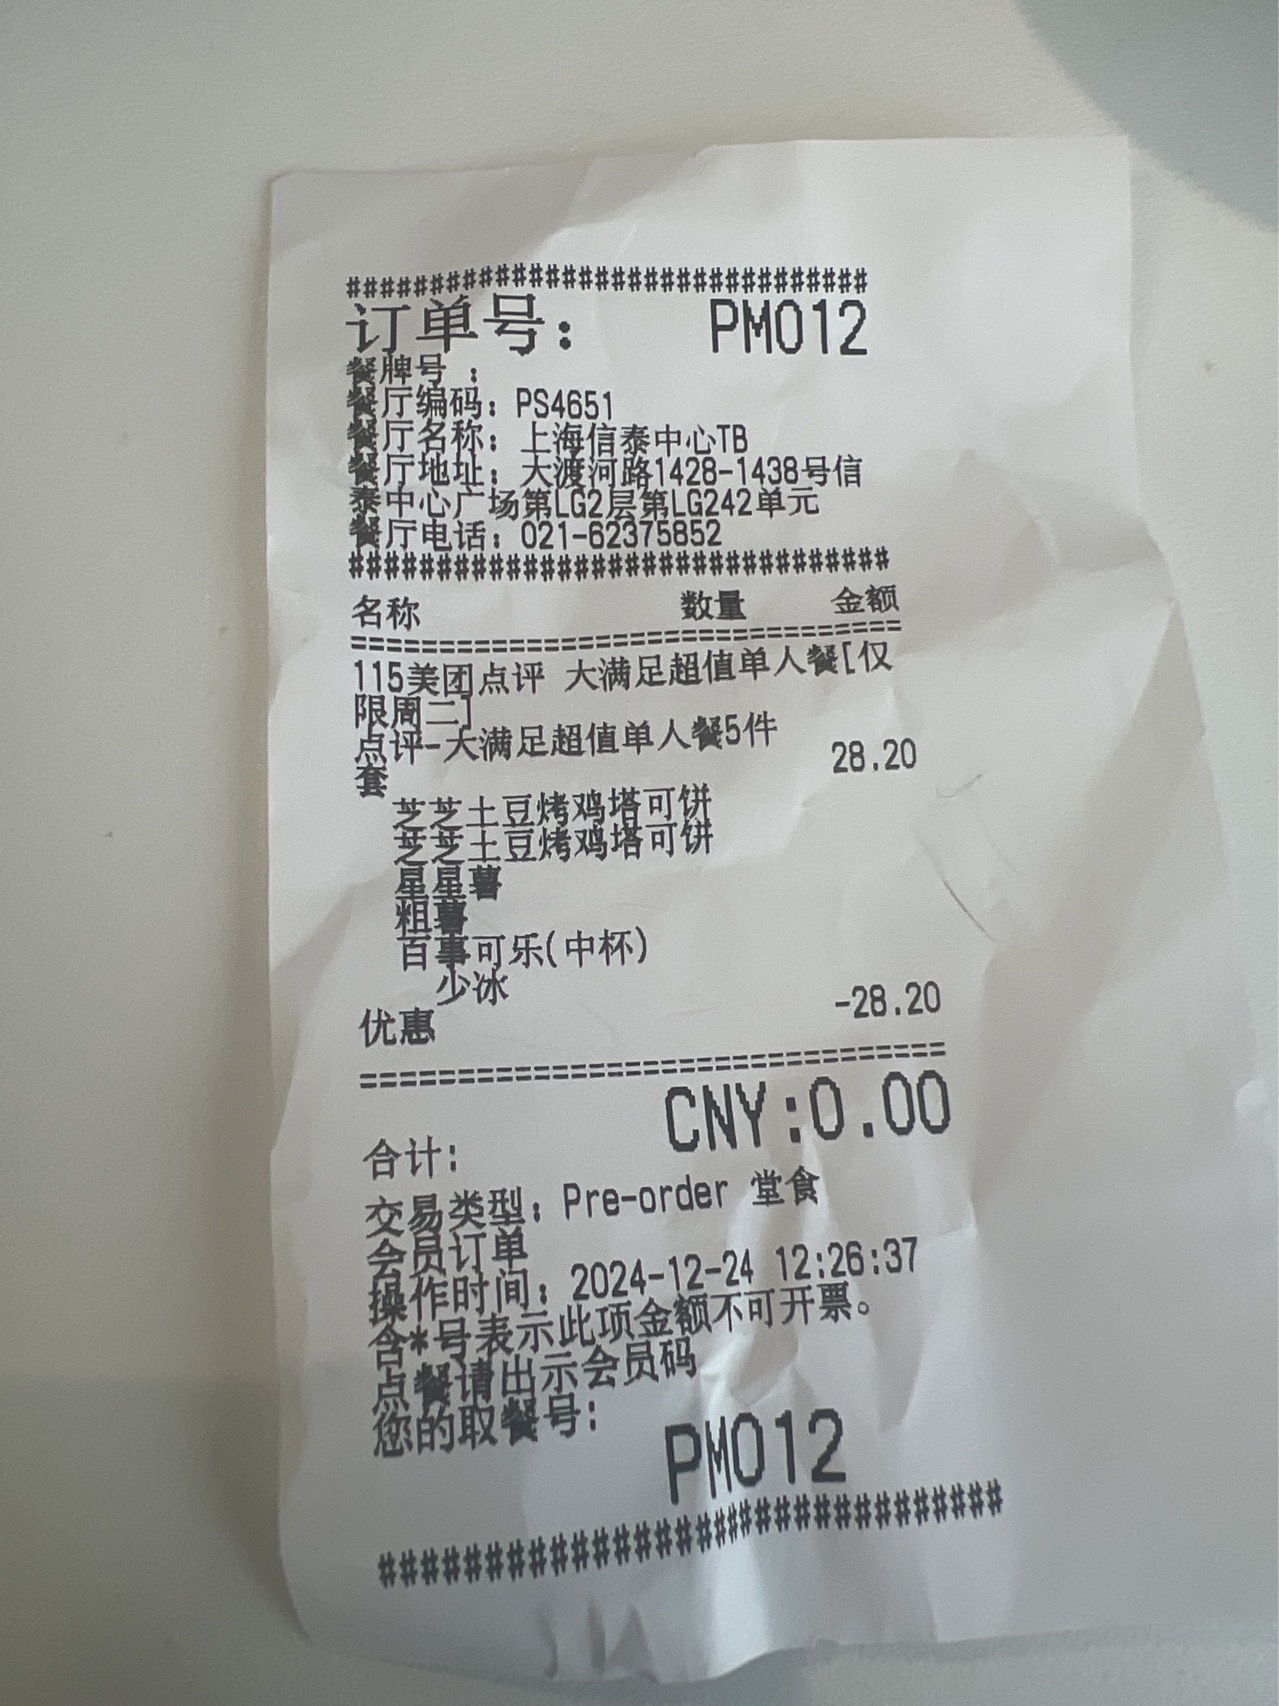 ##############################
订单号： PM012
餐牌号 ：
餐厅编码：PS4651
餐厅名称：上海信泰中心TB
餐厅地址：大渡河路1428-1438号信
泰中心广场第LG2层第LG242单元
餐厅电话：021-62375852
##############################
名称 数量 金额
==============================
115美团点评 大满足超值单人餐[仅
限周二]
点评-大满足超值单人餐5件
套 28.20
芝芝土豆烤鸡塔可饼
芝芝土豆烤鸡塔可饼
星星薯
粗薯
百事可乐(中杯)
少冰
优惠 -28.20
==============================
合计: CNY:0.00
交易类型：Pre-order 堂食
会员订单
操作时间：2024-12-24 12:26:37
含*号表示此项金额不可开票。
点餐请出示会员码
您的取餐号:
PM012
##############################